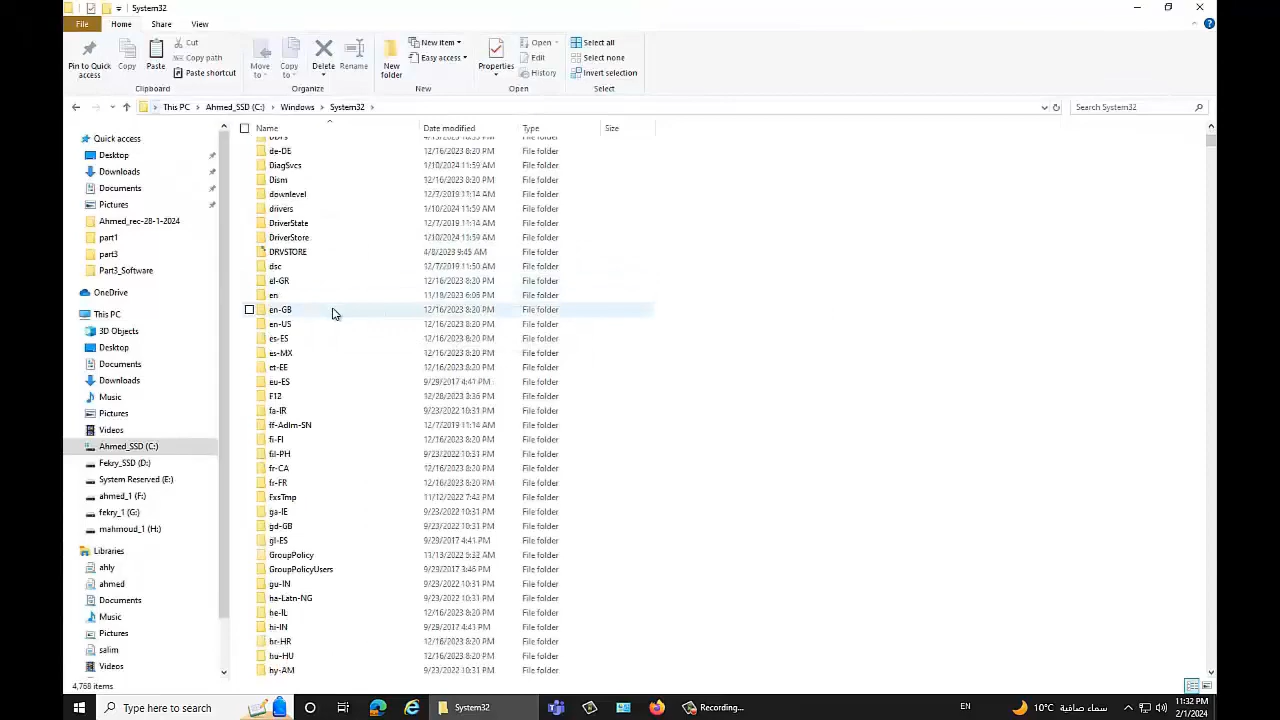 System32
File Home Share View
Pin to Quick access
Copy
Paste
Cut
Copy path
Paste shortcut
Move to
Copy to
Delete
Rename
New folder
New item
Easy access
Properties
Open
Edit
History
Select all
Select none
Invert selection
Clipboard Organize New Open Select
This PC Ahmed_SSD (C:) Windows System32
Search System32
Name Date modified Type Size
de-DE 12/16/2023 8:20 PM File folder
DiagSvcs 1/10/2024 11:59 AM File folder
Dism 12/16/2023 8:20 PM File folder
downlevel 12/7/2019 11:14 AM File folder
drivers 1/10/2024 11:59 AM File folder
DriverState 12/7/2019 11:14 AM File folder
DriverStore 1/10/2024 11:59 AM File folder
DRVSTORE 4/8/2023 9:45 AM File folder
dsc 12/7/2019 11:50 AM File folder
el-GR 12/16/2023 8:20 PM File folder
en 11/18/2023 6:06 PM File folder
en-GB 12/16/2023 8:20 PM File folder
en-US 12/16/2023 8:20 PM File folder
es-ES 12/16/2023 8:20 PM File folder
es-MX 12/16/2023 8:20 PM File folder
et-EE 12/16/2023 8:20 PM File folder
eu-ES 9/29/2017 4:41 PM File folder
F12 12/28/2023 3:36 PM File folder
fa-IR 9/23/2022 10:31 PM File folder
ff-Adlm-SN 12/7/2019 11:14 AM File folder
fi-FI 12/16/2023 8:20 PM File folder
fil-PH 9/23/2022 10:31 PM File folder
fr-CA 12/16/2023 8:20 PM File folder
fr-FR 12/16/2023 8:20 PM File folder
FxsTmp 11/12/2022 7:42 PM File folder
ga-IE 9/23/2022 10:31 PM File folder
gd-GB 9/23/2022 10:31 PM File folder
gl-ES 9/29/2017 4:41 PM File folder
GroupPolicy 11/13/2022 5:32 AM File folder
GroupPolicyUsers 9/29/2017 3:46 PM File folder
gu-IN 9/23/2022 10:31 PM File folder
ha-Latn-NG 9/23/2022 10:31 PM File folder
he-IL 12/16/2023 8:20 PM File folder
hi-IN 9/29/2017 4:41 PM File folder
hr-HR 12/16/2023 8:20 PM File folder
hu-HU 12/16/2023 8:20 PM File folder
hy-AM 9/23/2022 10:31 PM File folder
Quick access
Desktop
Downloads
Documents
Pictures
Ahmed_rec-28-1-2024
part1
part3
Part3_Software
OneDrive
This PC
3D Objects
Desktop
Documents
Downloads
Music
Pictures
Videos
Ahmed_SSD (C:)
Fekry_SSD (D:)
System Reserved (E:)
ahmed_1 (F:)
fekry_1 (G:)
mahmoud_1 (H:)
Libraries
ahly
ahmed
Documents
Music
Pictures
salim
Videos
4,768 items
Type here to search
System32
Recording...
EN
10°C سماء صافية
11:32 PM
2/1/2024